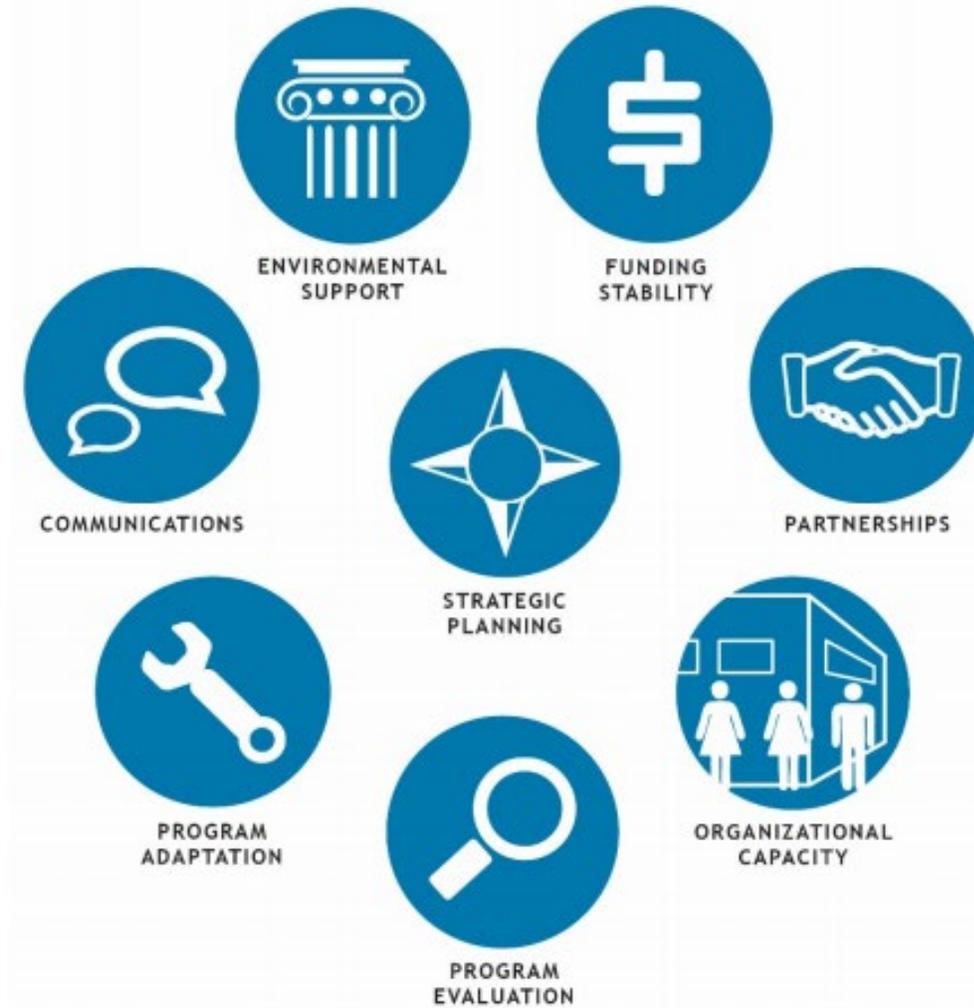 ENVIRONMENTAL
SUPPORT
FUNDING
STABILITY
COMMUNICATIONS
PARTNERSHIPS
STRATEGIC
PLANNING
PROGRAM
ADAPTATION
ORGANIZATIONAL
CAPACITY
PROGRAM
EVALUATION